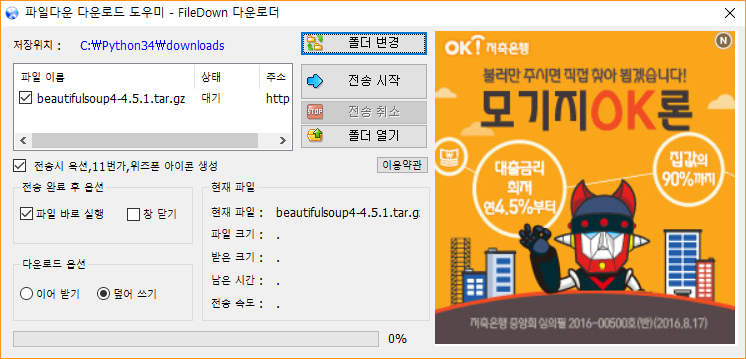 파일다운 다운로드 도우미 - FileDown 다운로더
저장위치 : C:₩Python34₩downloads
폴더 변경
파일 이름 상태 주소
beautifulsoup4-4.5.1.tar.gz 대기 http
전송 시작
STOP 전송 취소
폴더 열기
전송시 옥션,11번가,위즈폰 아이콘 생성
이용약관
전송 완료 후 옵션
파일 바로 실행 창 닫기
다운로드 옵션
이어 받기 덮어 쓰기
현재 파일
현재 파일 : beautifulsoup4-4.5.1.tar.gz
파일 크기 : .
받은 크기 : .
남은 시간 : .
전송 속도 : .
0%
OK! 저축은행
N
불러만 주시면 직접 찾아 뵙겠습니다!
모기지OK론
대출금리
최저
연4.5%부터
집값의
90%까지
저축은행 중앙회 심의필 2016-00500호(반)(2016.8.17)